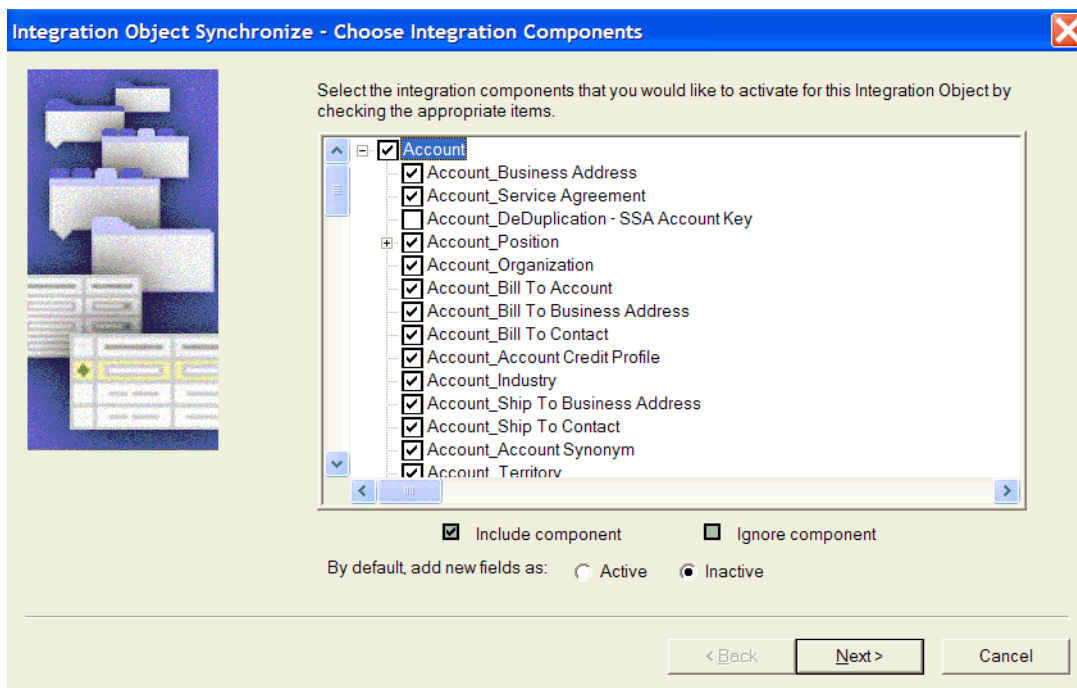 Integration Object Synchronize - Choose Integration Components
Select the integration components that you would like to activate for this Integration Object by
checking the appropriate items.
Account
Account_Business Address
Account_Service Agreement
Account_DeDuplication - SSA Account Key
Account_Position
Account_Organization
Account_Bill To Account
Account_Bill To Business Address
Account_Bill To Contact
Account_Account Credit Profile
Account_Industry
Account_Ship To Business Address
Account_Ship To Contact
Account_Account Synonym
Account_Territory
Include component Ignore component
By default, add new fields as: Active Inactive
< Back Next > Cancel